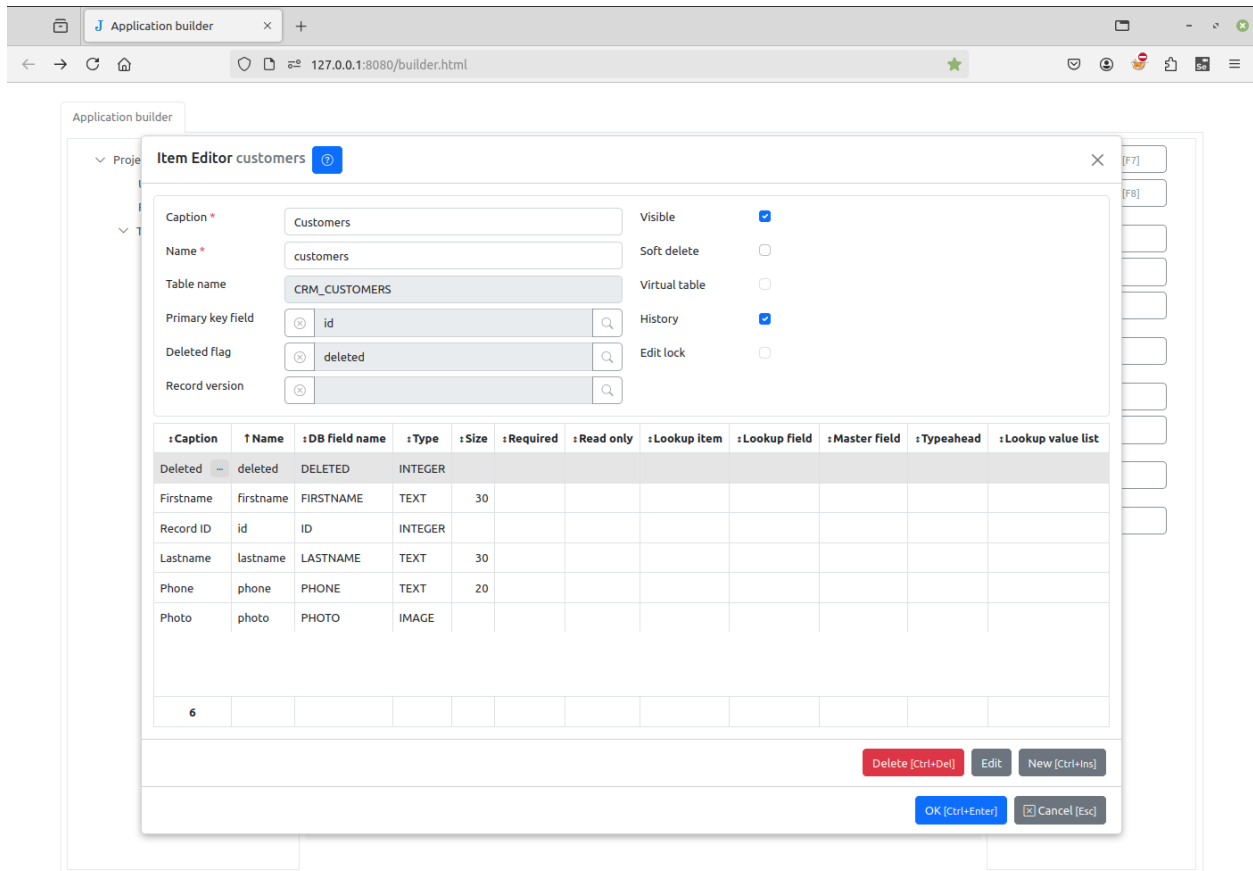 J Application builder
127.0.0.1:8080/builder.html
Se
Application builder
Proje
Item Editor customers
[F7]
[F8]
Caption *
Customers
Visible
Name *
customers
Soft delete
Table name
CRM_CUSTOMERS
Virtual table
Primary key field
id
History
Deleted flag
deleted
Edit lock
Record version
Caption Name DB field name Type Size Required Read only Lookup item Lookup field Master field Typeahead Lookup value list
Deleted ... deleted DELETED INTEGER
Firstname firstname FIRSTNAME TEXT 30
Record ID id ID INTEGER
Lastname lastname LASTNAME TEXT 30
Phone phone PHONE TEXT 20
Photo photo PHOTO IMAGE
6
Delete [Ctrl+Del] Edit New [Ctrl+Ins]
OK [Ctrl+Enter] Cancel [Esc]